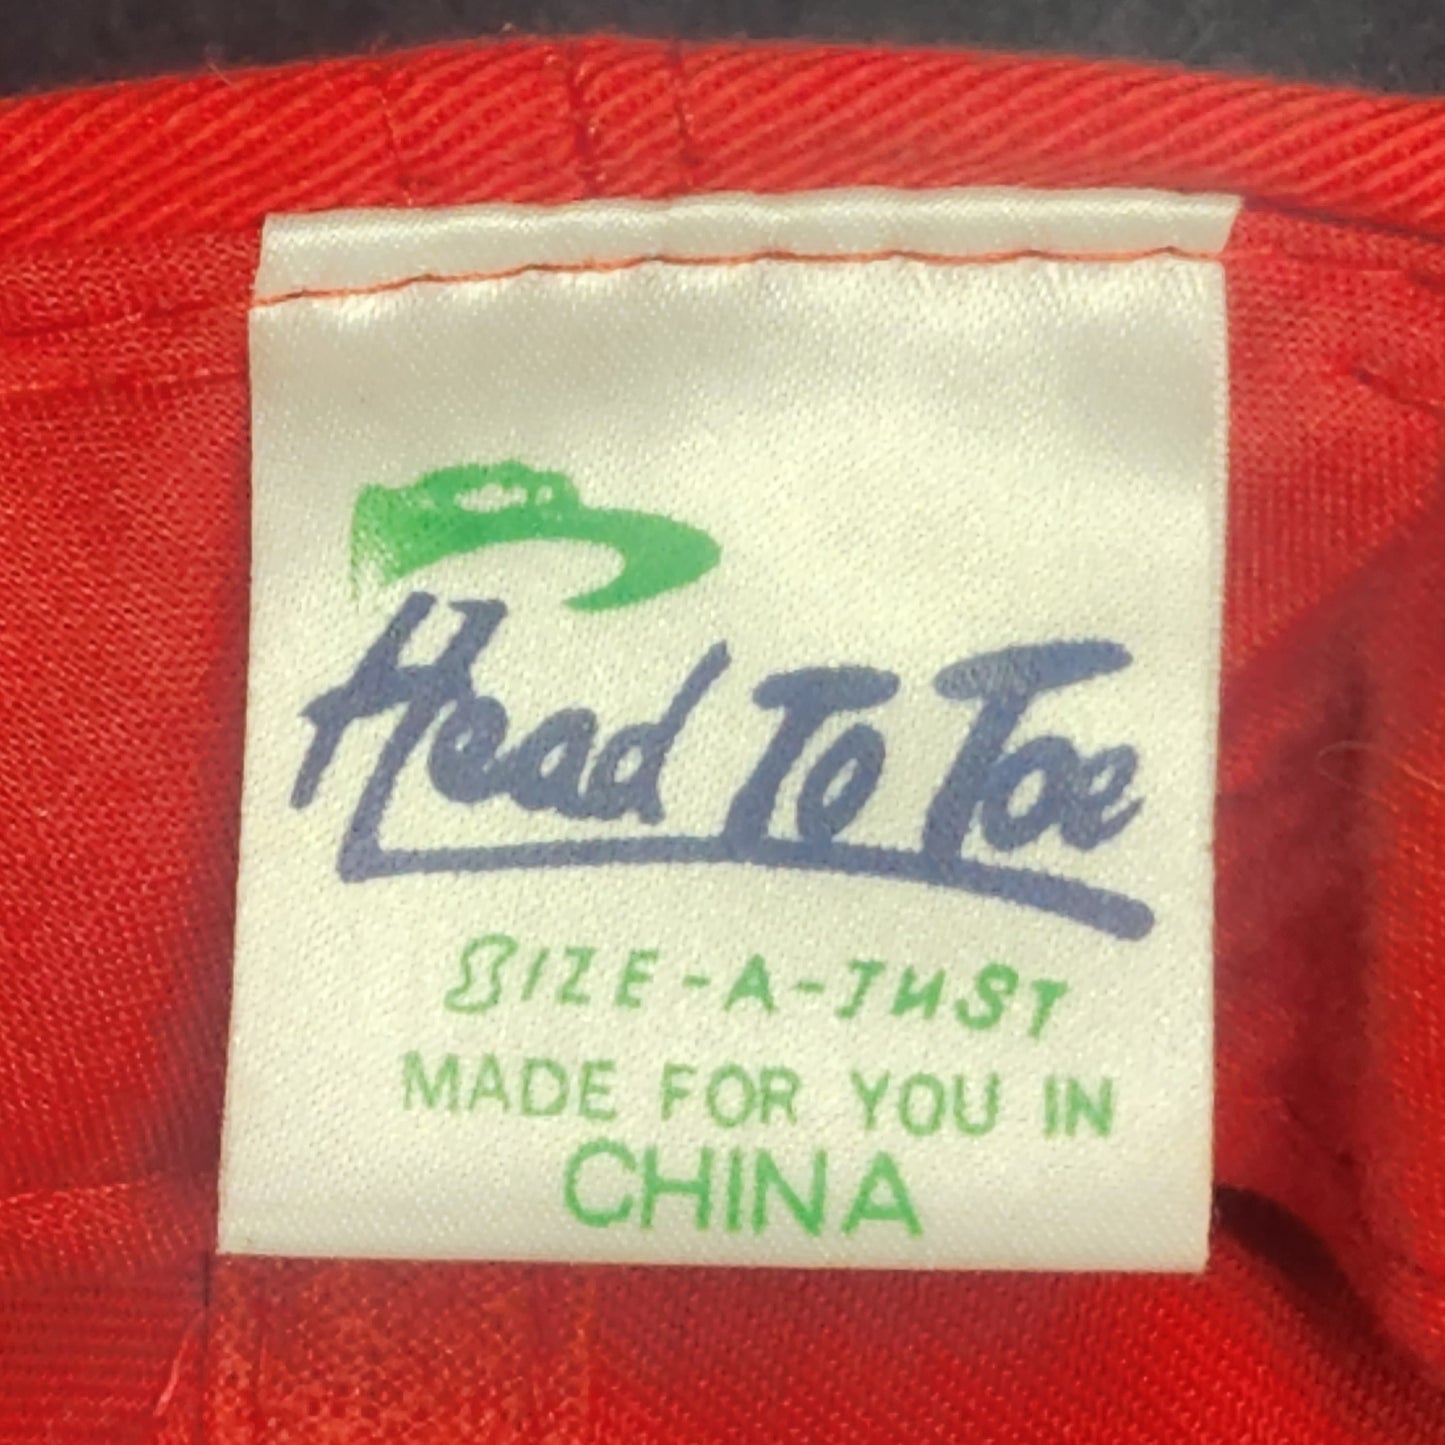 Head To Toe
SIZE-A-JUST
MADE FOR YOU IN
CHINA